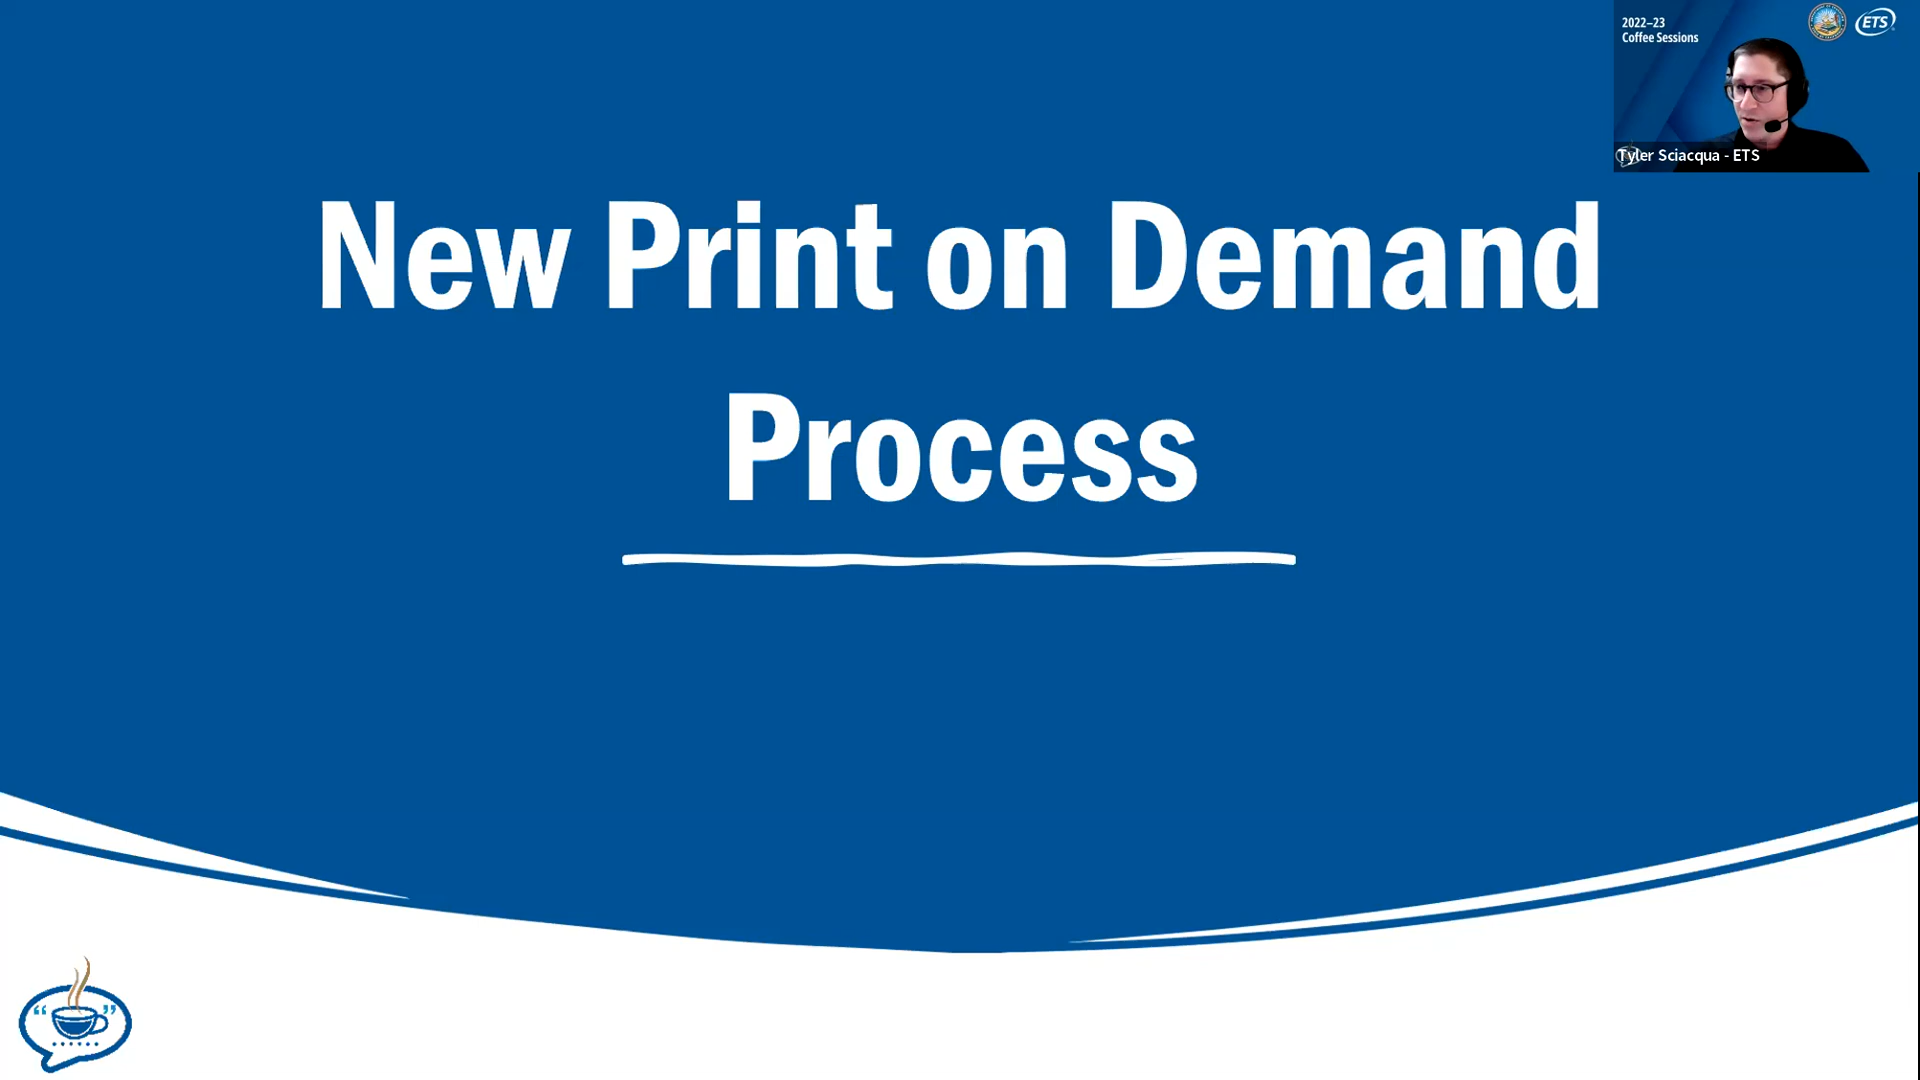 2022–23
Coffee Sessions
ETS
Tyler Sciacqua - ETS
New Print on Demand
Process